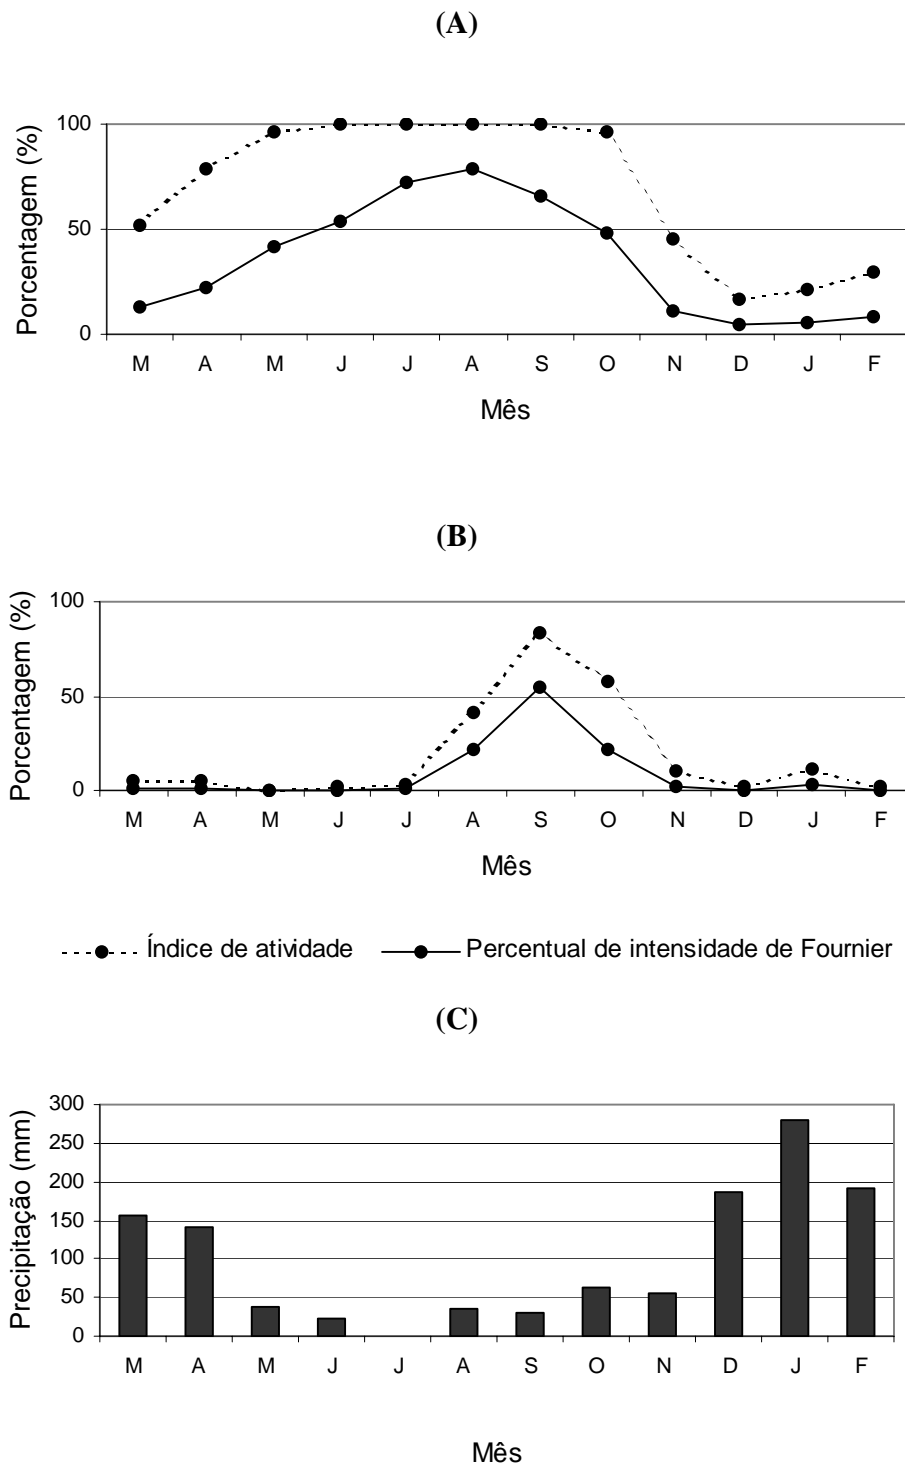 (A)
Porcentagem (%)
100
50
0
M A M J J A S O N D J F
Mês
(B)
Porcentagem (%)
100
50
0
M A M J J A S O N D J F
Mês
Índice de atividade Percentual de intensidade de Fournier
(C)
Precipitação (mm)
300
250
200
150
100
50
0
M A M J J A S O N D J F
Mês